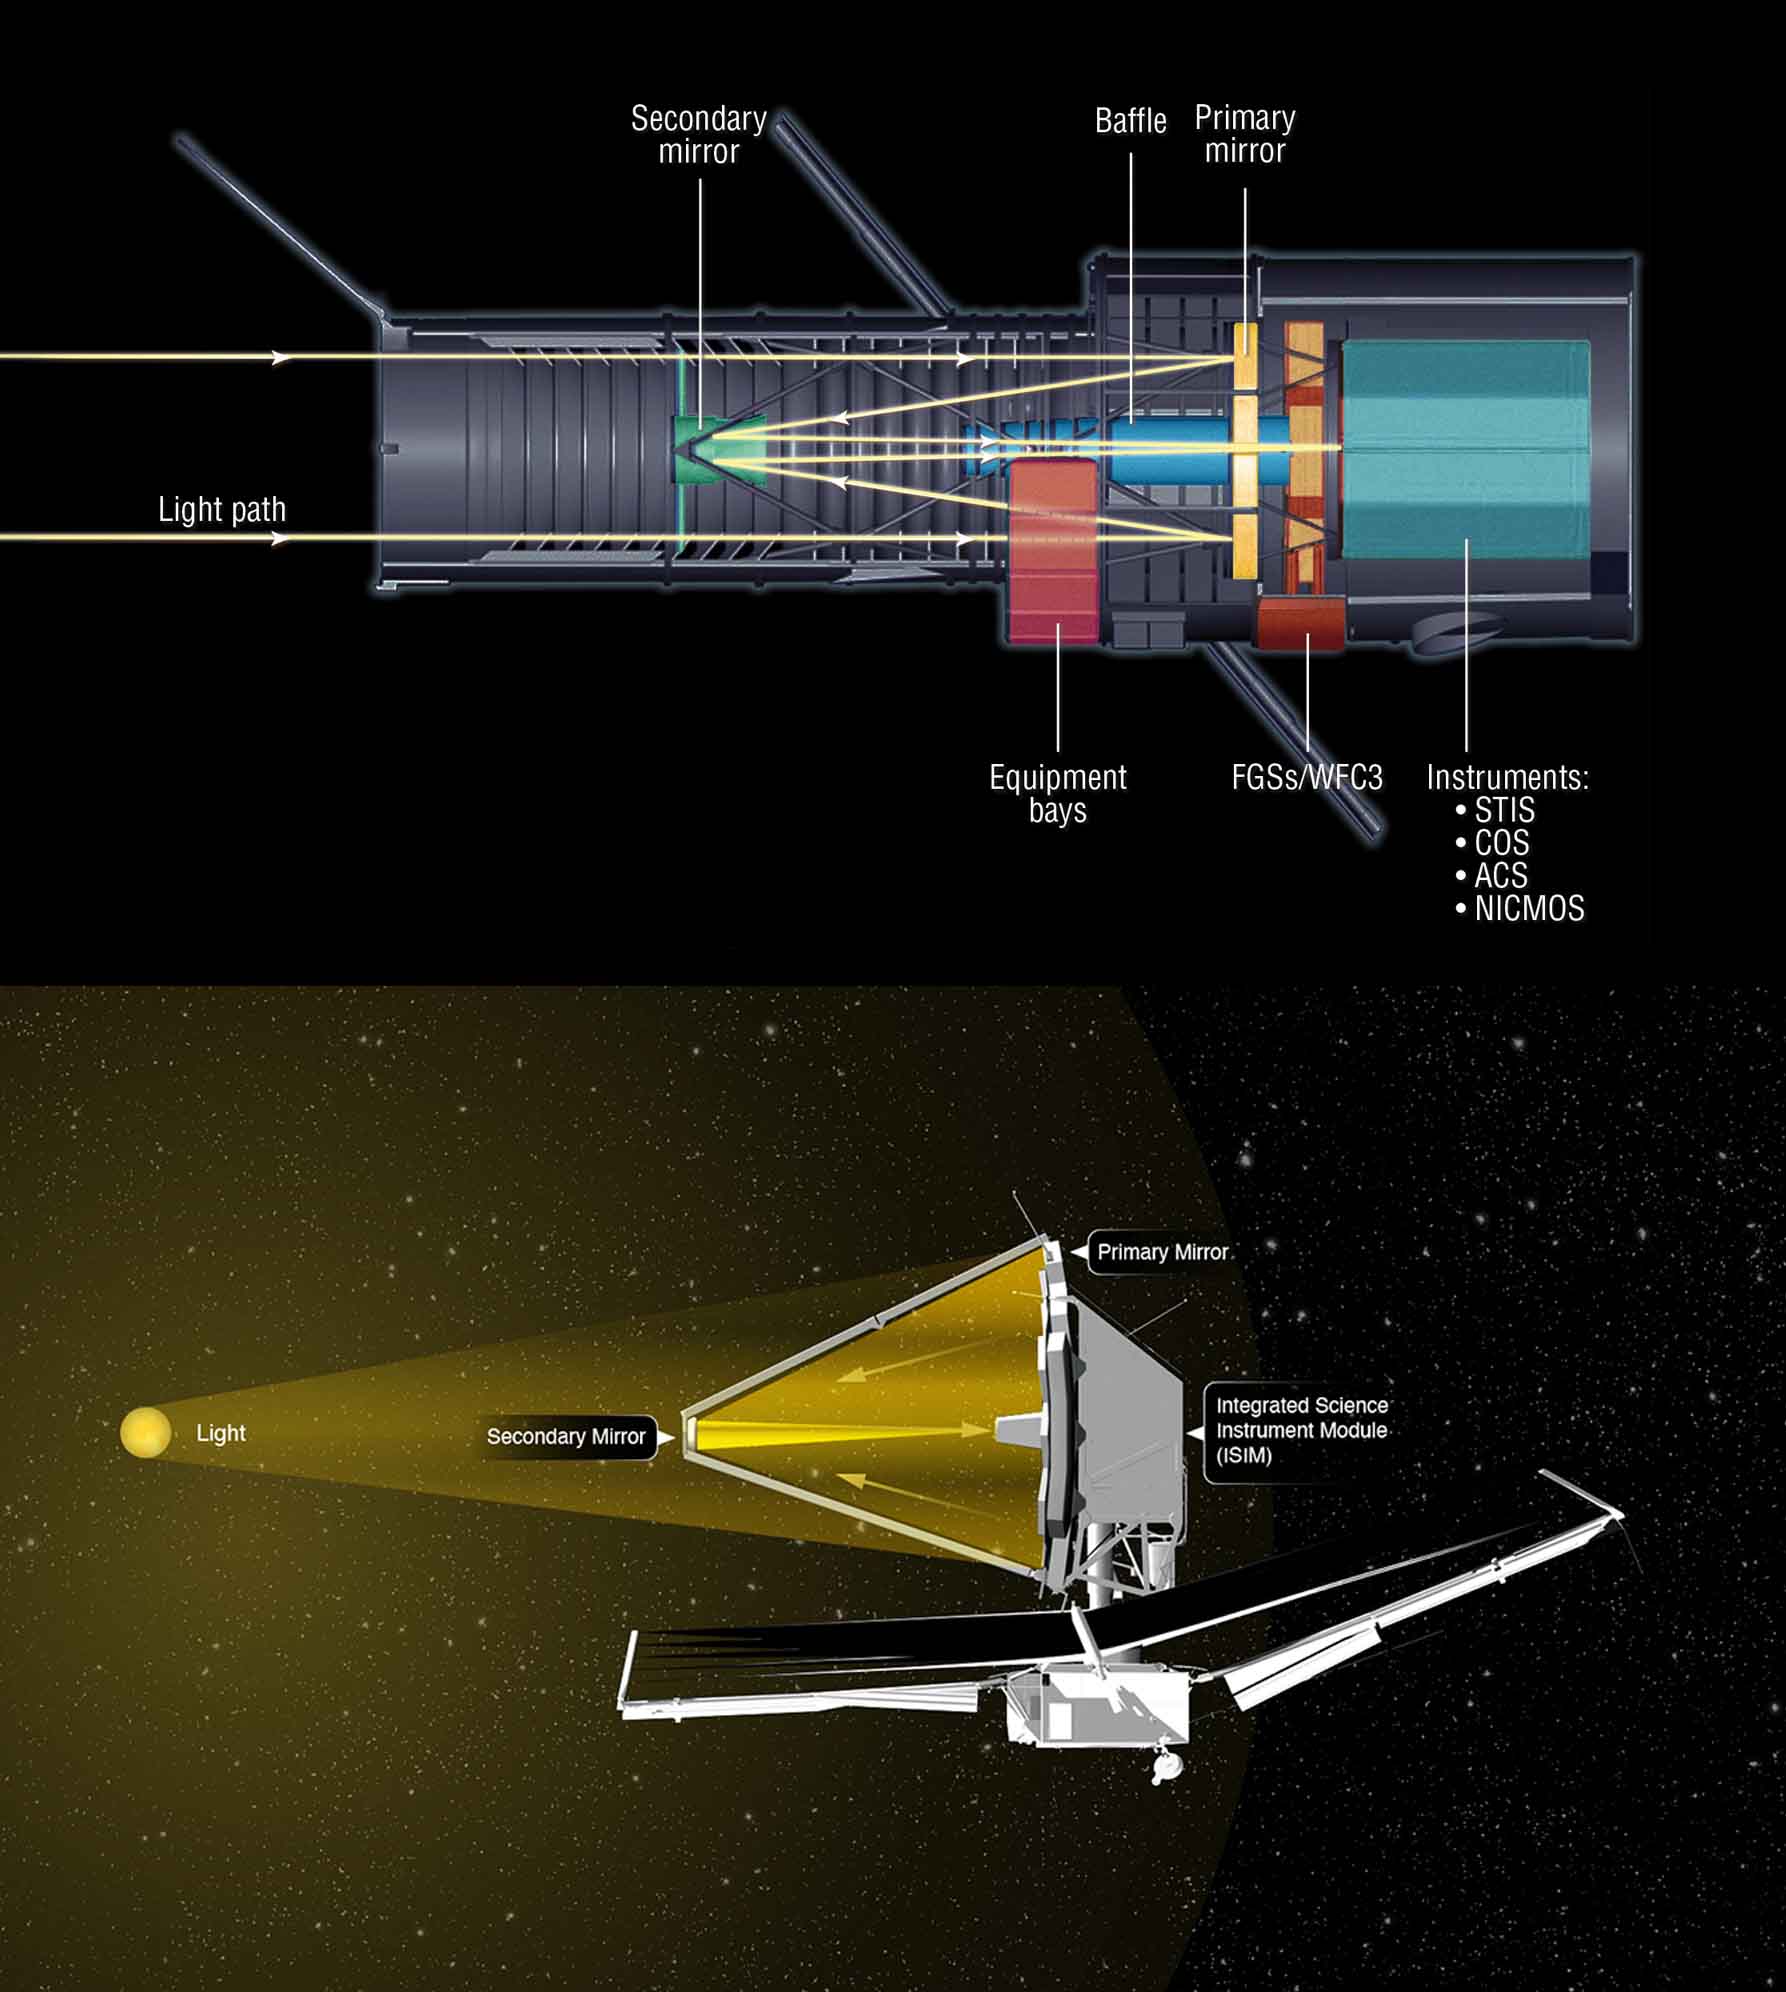 Secondary
mirror
Baffle
Primary
mirror
Light path
Equipment
bays
FGSs/WFC3
Instruments:
• STIS
• COS
• ACS
• NICMOS
Primary Mirror
Light
Secondary Mirror
Integrated Science
Instrument Module
(ISIM)